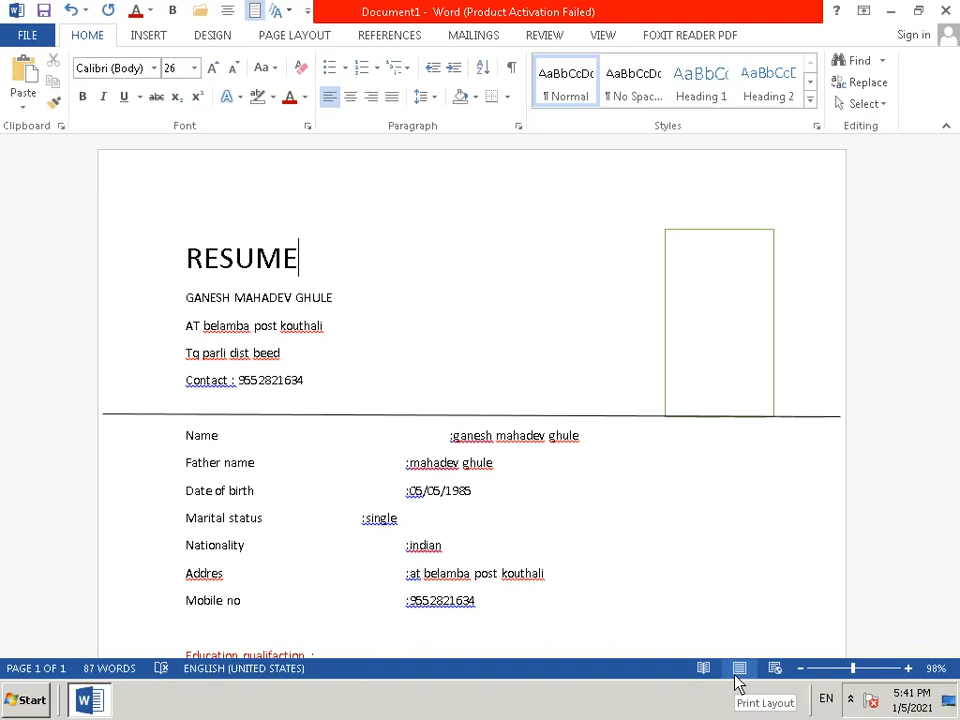 Document1 - Word (Product Activation Failed)
?
FILE HOME INSERT DESIGN PAGE LAYOUT REFERENCES MAILINGS REVIEW VIEW FOXIT READER PDF Sign in
Paste
Calibri (Body) 26
AaBbCcDc AaBbCcDc AaBbCc AaBbCcD
¶ Normal ¶ No Spac... Heading 1 Heading 2
Find
Replace
Select
Clipboard Font Paragraph Styles Editing
RESUME
GANESH MAHADEV GHULE
AT belamba post kouthali
Tq parli dist beed
Contact : 9552821634
Name :ganesh mahadev ghule
Father name :mahadev ghule
Date of birth :05/05/1985
Marital status :single
Nationality :indian
Addres :at belamba post kouthali
Mobile no :9552821634
Education qualifaction :
PAGE 1 OF 1 87 WORDS ENGLISH (UNITED STATES) 98%
Print Layout
Start EN 5:41 PM
1/5/2021